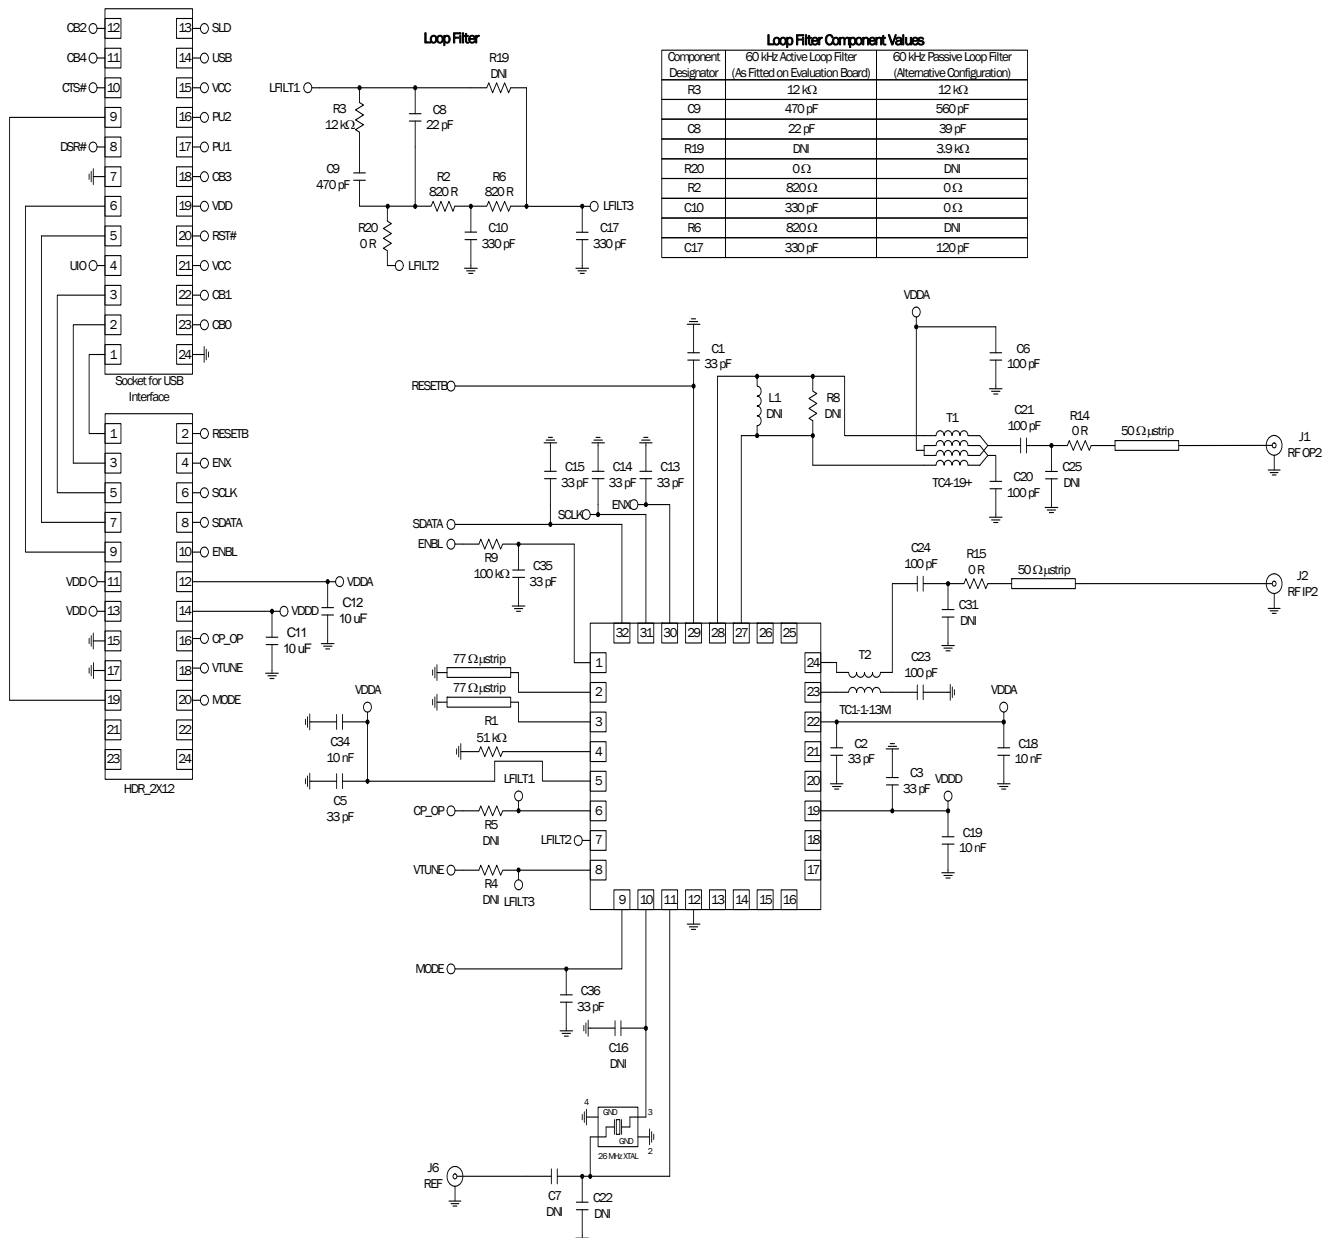 CB2 12 13 SLD
CB4 11 14 USB
CTS# 10 15 VCC
9 16 PU2
DSR# 8 17 PU1
7 18 CB3
6 19 VDD
5 20 RST#
UIO 4 21 VCC
3 22 CB1
2 23 CB0
1 24
Socket for USB
Interface
1 2 RESETB
3 4 ENX
5 6 SCLK
7 8 SDATA
9 10 ENBL
VDD 11 12 VDDA
C12
10 uF
VDD 13 14 VDDD
C11
10 uF
15 16 CP_OP
17 18 VTUNE
19 20 MODE
21 22
23 24
HDR_2X12
Loop Filter
LFILT1
R19
DNI
R3
12 kΩ
C8
22 pF
C9
470 pF
R2
820 R
R6
820 R
LFILT3
R20
0 R
LFILT2
C10
330 pF
C17
330 pF
Loop Filter Component Values
Component Designator 60 kHz Active Loop Filter (As Fitted on Evaluation Board) 60 kHz Passive Loop Filter (Alternative Configuration)
R3 12 kΩ 12 kΩ
C9 470 pF 560 pF
C8 22 pF 39 pF
R19 DNI 3.9 kΩ
R20 0 Ω DNI
R2 820 Ω 0 Ω
C10 330 pF 0 Ω
R6 820 Ω DNI
C17 330 pF 120 pF
VDDA
C6
100 pF
C1
33 pF
RESETB
L1
DNI
R8
DNI
T1
TC4-19+
C21
100 pF
R14
0 R
50 Ω µstrip
J1
RF OP2
C20
100 pF
C25
DNI
C15
33 pF
C14
33 pF
C13
33 pF
ENX
SCLK
SDATA
ENBL
R9
100 kΩ
C35
33 pF
C24
100 pF
R15
0 R
50 Ω µstrip
J2
RF IP2
C31
DNI
32 31 30 29 28 27 26 25
1 2 3 4 5 6 7 8
24 23 22 21 20 19 18 17
9 10 11 12 13 14 15 16
77 Ω µstrip
77 Ω µstrip
R1
51 kΩ
VDDA
C34
10 nF
C5
33 pF
LFILT1
CP_OP
R5
DNI
LFILT2
VTUNE
R4
DNI
LFILT3
T2
TC1-1-13M
C23
100 pF
VDDA
C2
33 pF
C3
33 pF
C18
10 nF
VDDD
C19
10 nF
MODE
C36
33 pF
C16
DNI
4
GND
3
GND
2
26 MHz XTAL
J6
REF
C7
DNI
C22
DNI